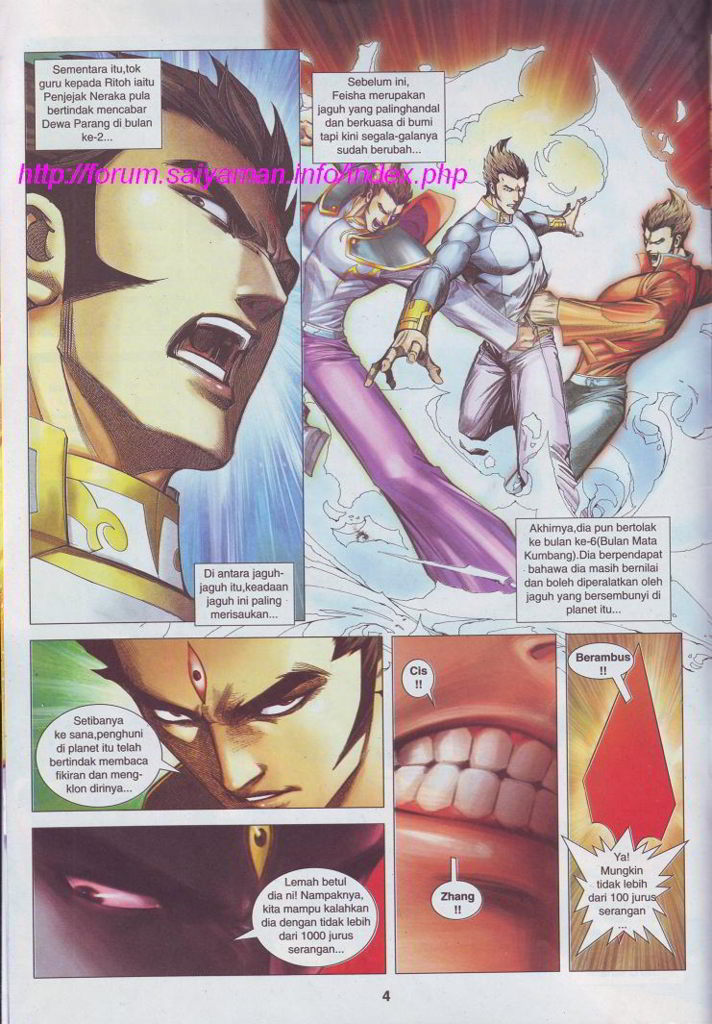 Sementara itu,tok
guru kepada Ritoh iaitu
Penjejak Neraka pula
bertindak mencabar
Dewa Parang di bulan
ke-2...
Sebelum ini,
Feisha merupakan
jaguh yang palinghandal
dan berkuasa di bumi
tapi kini segala-galanya
sudah berubah...
http://forum.saiyaman.info/index.php
Di antara jaguh-
jaguh itu,keadaan
jaguh ini paling
merisaukan...
Akhirnya,dia pun bertolak
ke bulan ke-6(Bulan Mata
Kumbang).Dia berpendapat
bahawa dia masih bernilai
dan boleh diperalatkan oleh
jaguh yang bersembunyi di
planet itu...
Setibanya
ke sana,penghuni
di planet itu telah
bertindak membaca
fikiran dan meng-
klon dirinya...
Lemah betul
dia ni! Nampaknya,
kita mampu kalahkan
dia dengan tidak lebih
dari 1000 jurus
serangan...
Cis
!!
Zhang
!!
Berambus
!!
Ya!
Mungkin
tidak lebih
dari 100 jurus
serangan
...
4